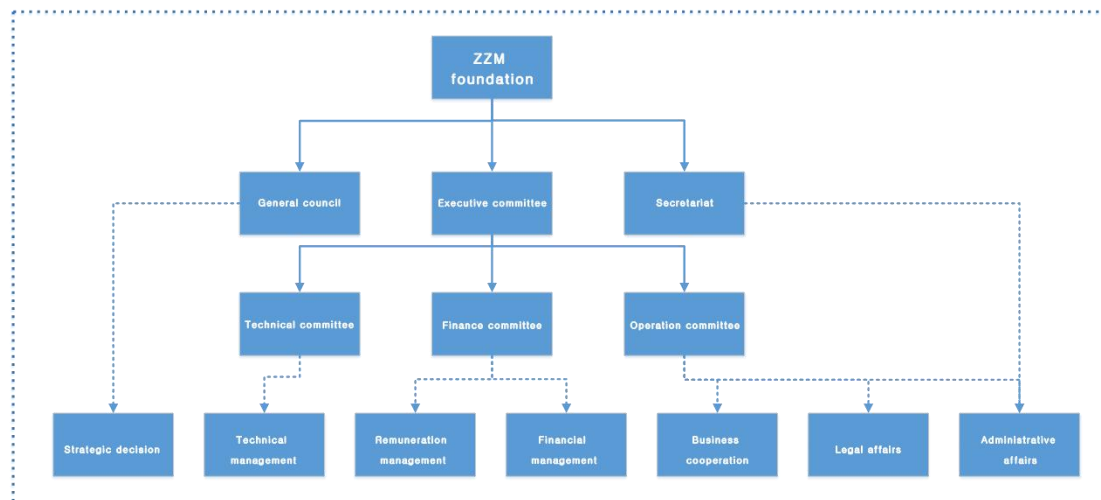 ZZM
foundation
General council
Executive committee
Secretariat
Technical committee
Finance committee
Operation committee
Strategic decision
Technical
management
Remuneration
management
Financial
management
Business
cooperation
Legal affairs
Administrative
affairs